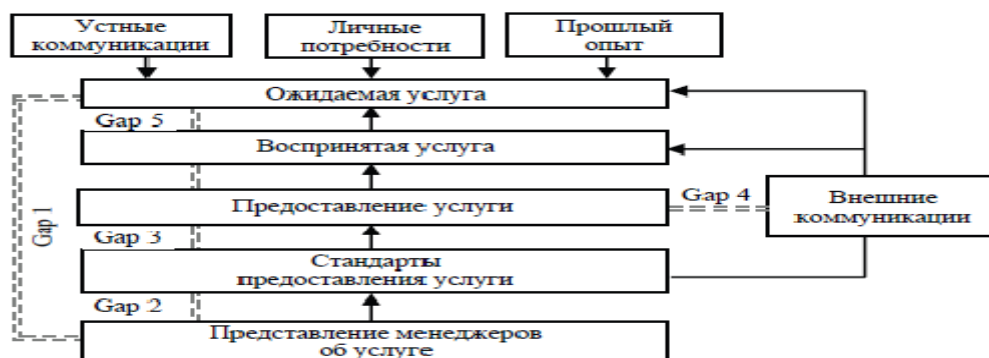 Устные
коммуникации
Личные
потребности
Прошлый
опыт
Ожидаемая услуга
Gap 5
Воспринятая услуга
Gap 4
Предоставление услуги
Внешние
коммуникации
Gap 1
Gap 3
Стандарты
предоставления услуги
Gap 2
Представление менеджеров
об услуге